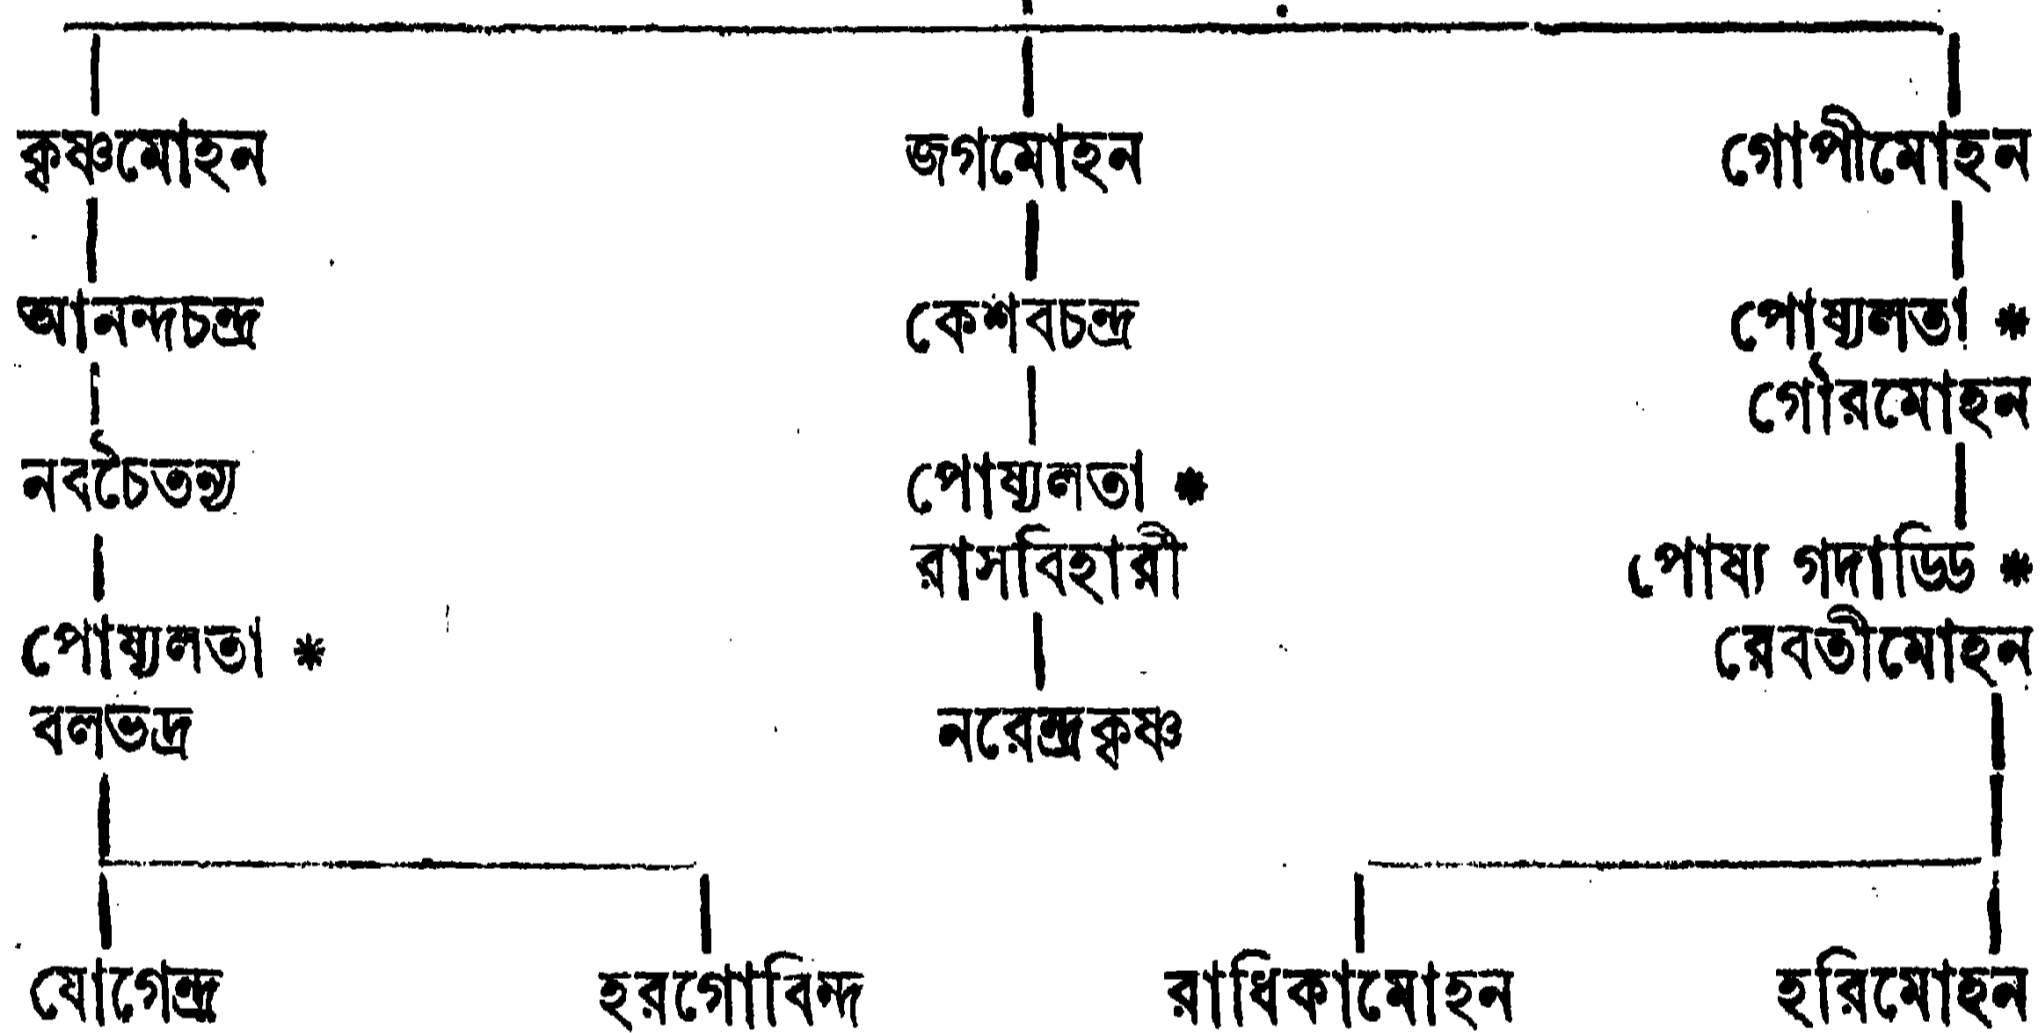 কৃষ্ণমোহন জগমোহন গোপীমোহন
আনন্দচন্দ্র কেশবচন্দ্র পোষ্যলতা *
গৌরমোহন
নবচৈতন্য পোষ্যলতা *
রাসবিহারী পোষ্য গদাড্ডি *
পোষ্যলতা * রেবতীমোহন
বলভদ্র নরেন্দ্রকৃষ্ণ
যোগেন্দ্র হরগোবিন্দ রাধিকামোহন হরিমোহন